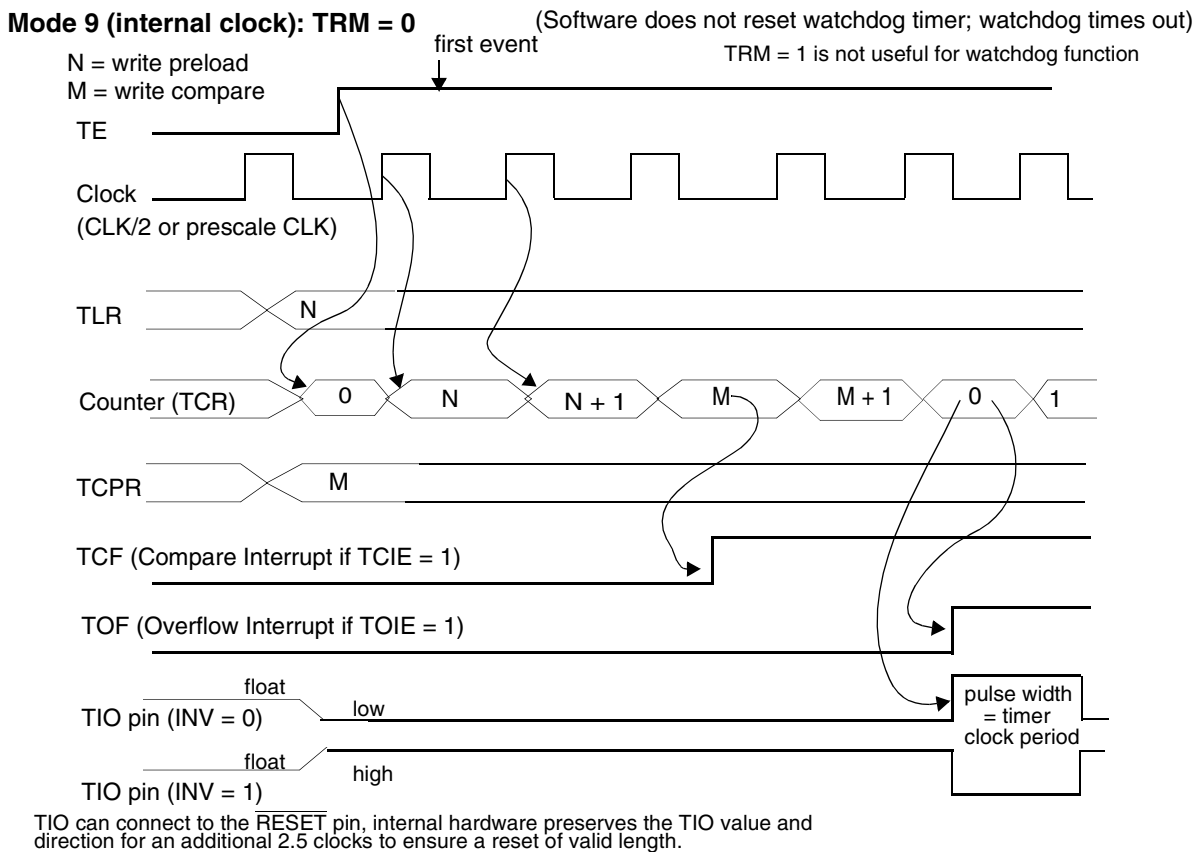 Mode 9 (internal clock): TRM = 0
(Software does not reset watchdog timer; watchdog times out)
first event
TRM = 1 is not useful for watchdog function
N = write preload
M = write compare
TE
Clock
(CLK/2 or prescale CLK)
TLR
N
Counter (TCR)
0
N
N + 1
M
M + 1
0
1
TCPR
M
TCF (Compare Interrupt if TCIE = 1)
TOF (Overflow Interrupt if TOIE = 1)
float
low
TIO pin (INV = 0)
pulse width
= timer
clock period
float
high
TIO pin (INV = 1)
TIO can connect to the RESET pin, internal hardware preserves the TIO value and
direction for an additional 2.5 clocks to ensure a reset of valid length.